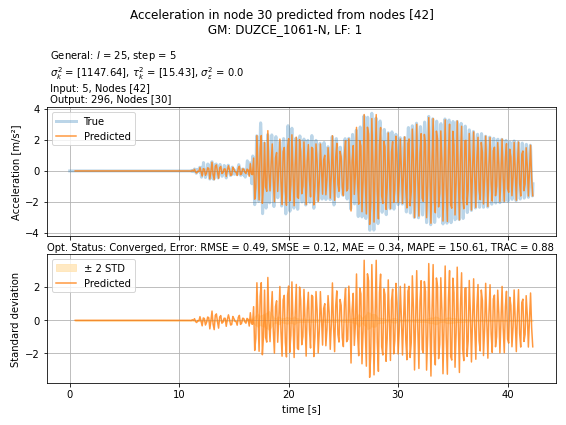 Acceleration in node 30 predicted from nodes [42]
GM: DUZCE_1061-N, LF: 1
General: l = 25, step = 5
σ²ₖ = [1147.64], τ²ₖ = [15.43], σ²ε = 0.0
Input: 5, Nodes [42]
Output: 296, Nodes [30]
4
2
0
−2
−4
Acceleration [m/s²]
True
Predicted
Opt. Status: Converged, Error: RMSE = 0.49, SMSE = 0.12, MAE = 0.34, MAPE = 150.61, TRAC = 0.88
2
0
−2
Standard deviation
± 2 STD
Predicted
0 10 20 30 40
time [s]